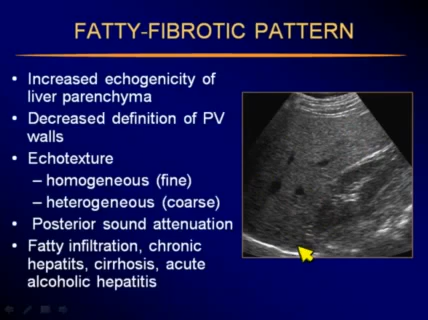 FATTY-FIBROTIC PATTERN
• Increased echogenicity of
liver parenchyma
• Decreased definition of PV
walls
• Echotexture
– homogeneous (fine)
– heterogeneous (coarse)
• Posterior sound attenuation
• Fatty infiltration, chronic
hepatits, cirrhosis, acute
alcoholic hepatitis